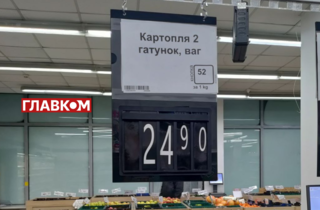 Картопля 2
гатунок, ваг
52
за 1 kg
ГЛАВКОМ
24 90